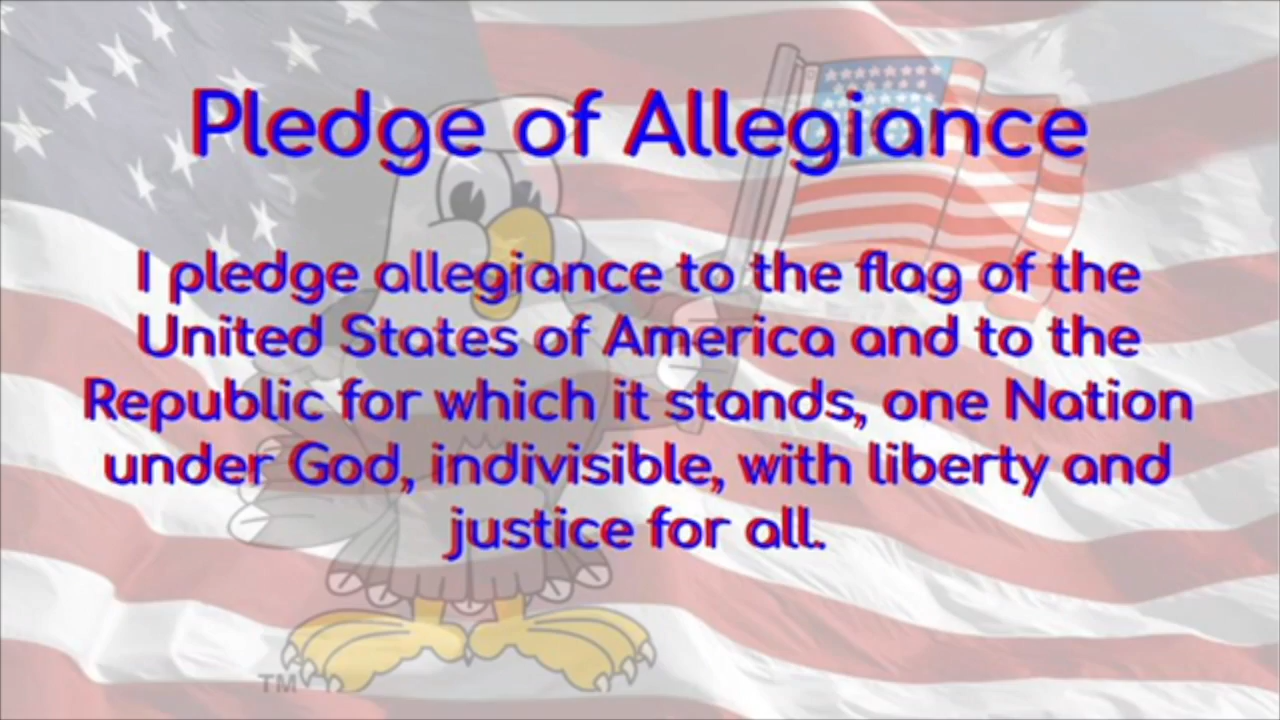 Pledge of Allegiance
I pledge allegiance to the flag of the
United States of America and to the
Republic for which it stands, one Nation
under God, indivisible, with liberty and
justice for all.
TM